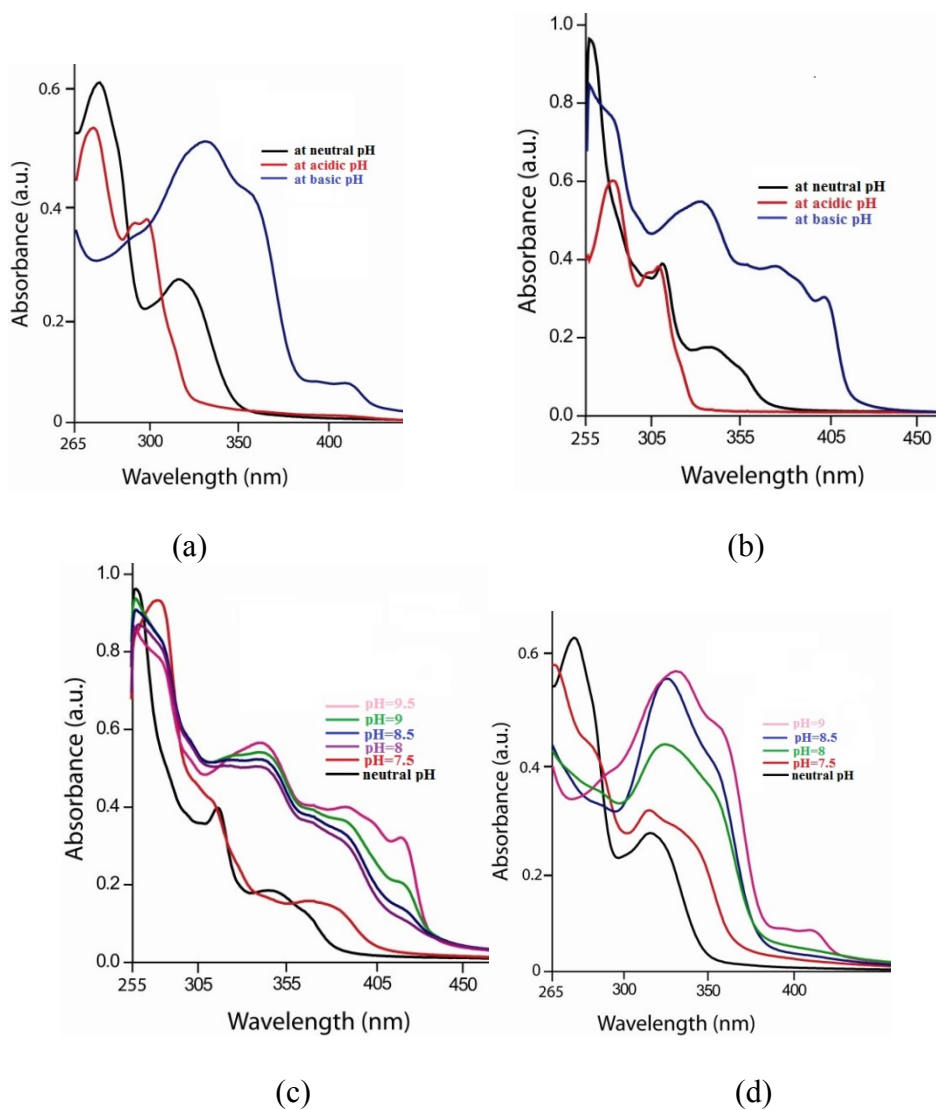 0.6
0.4
0.2
0
Absorbance (a.u.)
at neutral pH
at acidic pH
at basic pH
265
300
350
400
Wavelength (nm)
(a)
1.0
0.8
0.6
0.4
0.2
0.0
Absorbance (a.u.)
at neutral pH
at acidic pH
at basic pH
255
305
355
405
450
Wavelength (nm)
(b)
1.0
0.8
0.6
0.4
0.2
0.0
Absorbance (a.u.)
pH=9.5
pH=9
pH=8.5
pH=8
pH=7.5
neutral pH
255
305
355
405
450
Wavelength (nm)
(c)
0.6
0.4
0.2
0
Absorbance (a.u.)
pH=9
pH=8.5
pH=8
pH=7.5
neutral pH
265
300
350
400
Wavelength (nm)
(d)